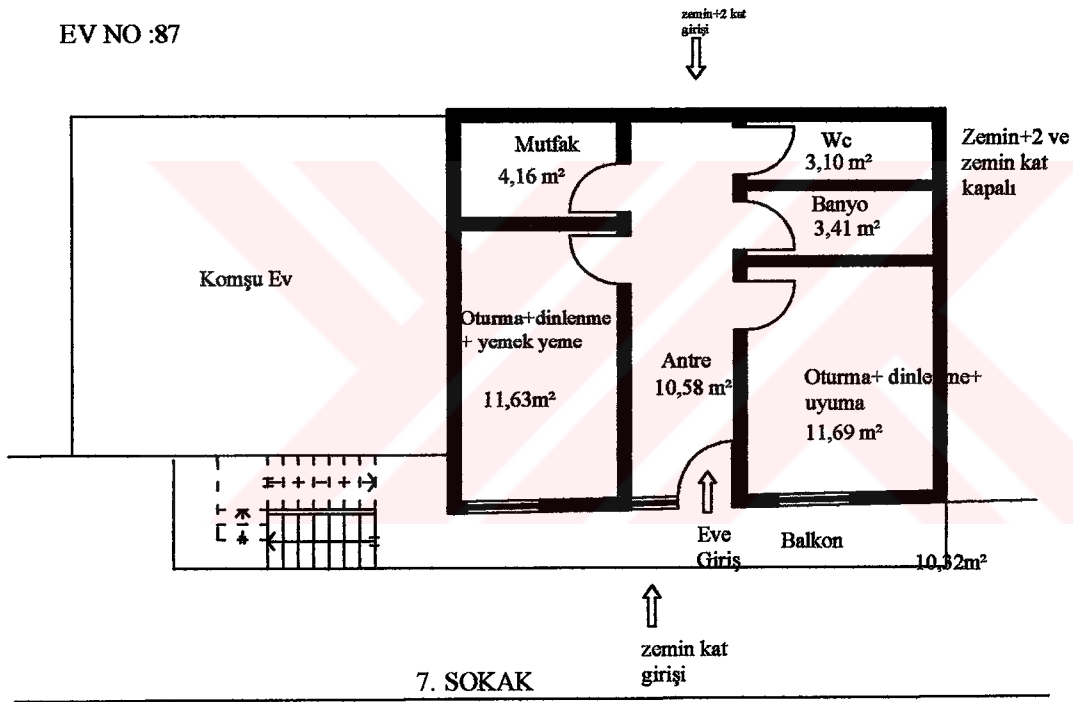 EV NO :87
zemin+2 kat
girişi
Mutfak
4,16 m²
Wc
3,10 m²
Zemin+2 ve
zemin kat
kapalı
Banyo
3,41 m²
Komşu Ev
Oturma+dinlenme
+ yemek yeme
11,63m²
Antre
10,58 m²
Oturma+ dinlenme+
uyuma
11,69 m²
Eve
Giriş
Balkon
10,32m²
zemin kat
girişi
7. SOKAK